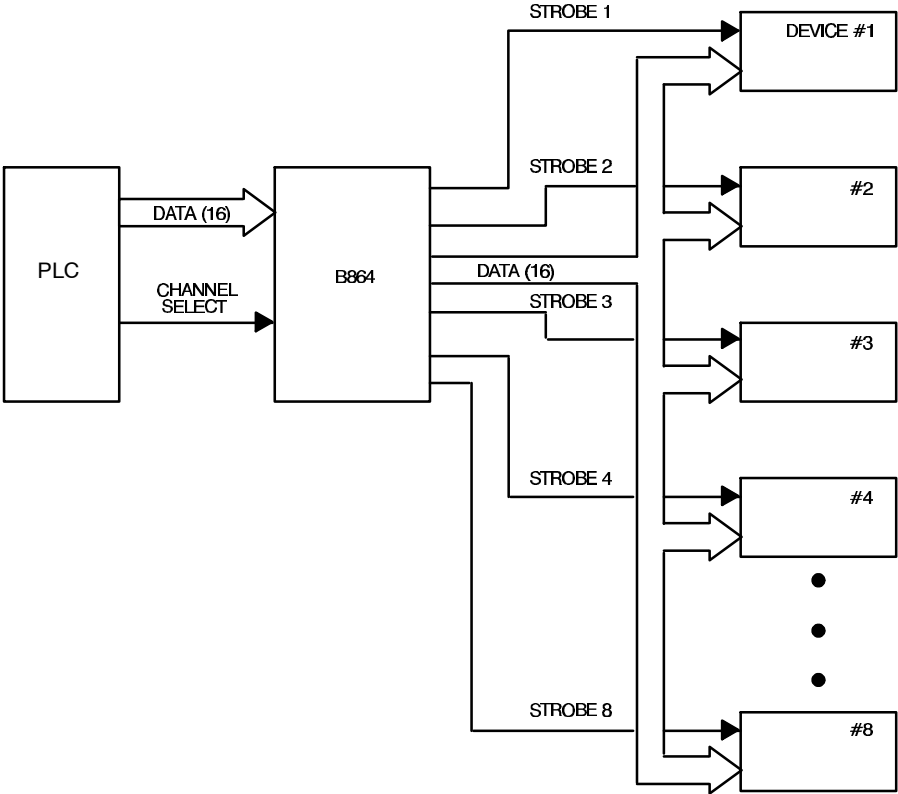 STROBE 1
DEVICE #1
STROBE 2
#2
DATA (16)
PLC
B864
DATA (16)
CHANNEL
SELECT
STROBE 3
#3
STROBE 4
#4
STROBE 8
#8